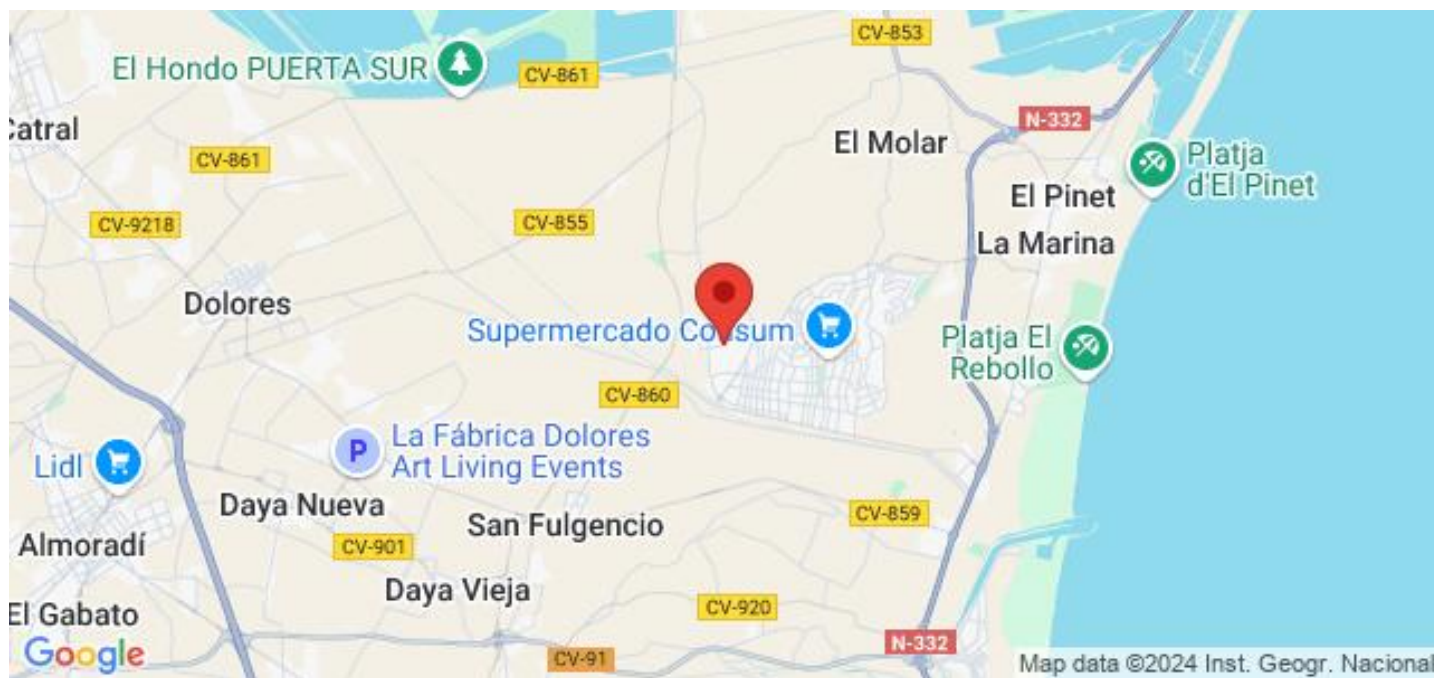 CV-853
El Hondo PUERTA SUR
CV-861
N-332
Catral
El Molar
CV-861
Platja
d'El Pinet
El Pinet
CV-9218
CV-855
La Marina
Dolores
Supermercado Consum
Platja El
Rebollo
CV-860
La Fábrica Dolores
Art Living Events
P
Lidl
Daya Nueva
San Fulgencio
CV-859
Almoradí
CV-901
Daya Vieja
El Gabato
CV-920
N-332
Google
CV-91
Map data ©2024 Inst. Geogr. Nacional